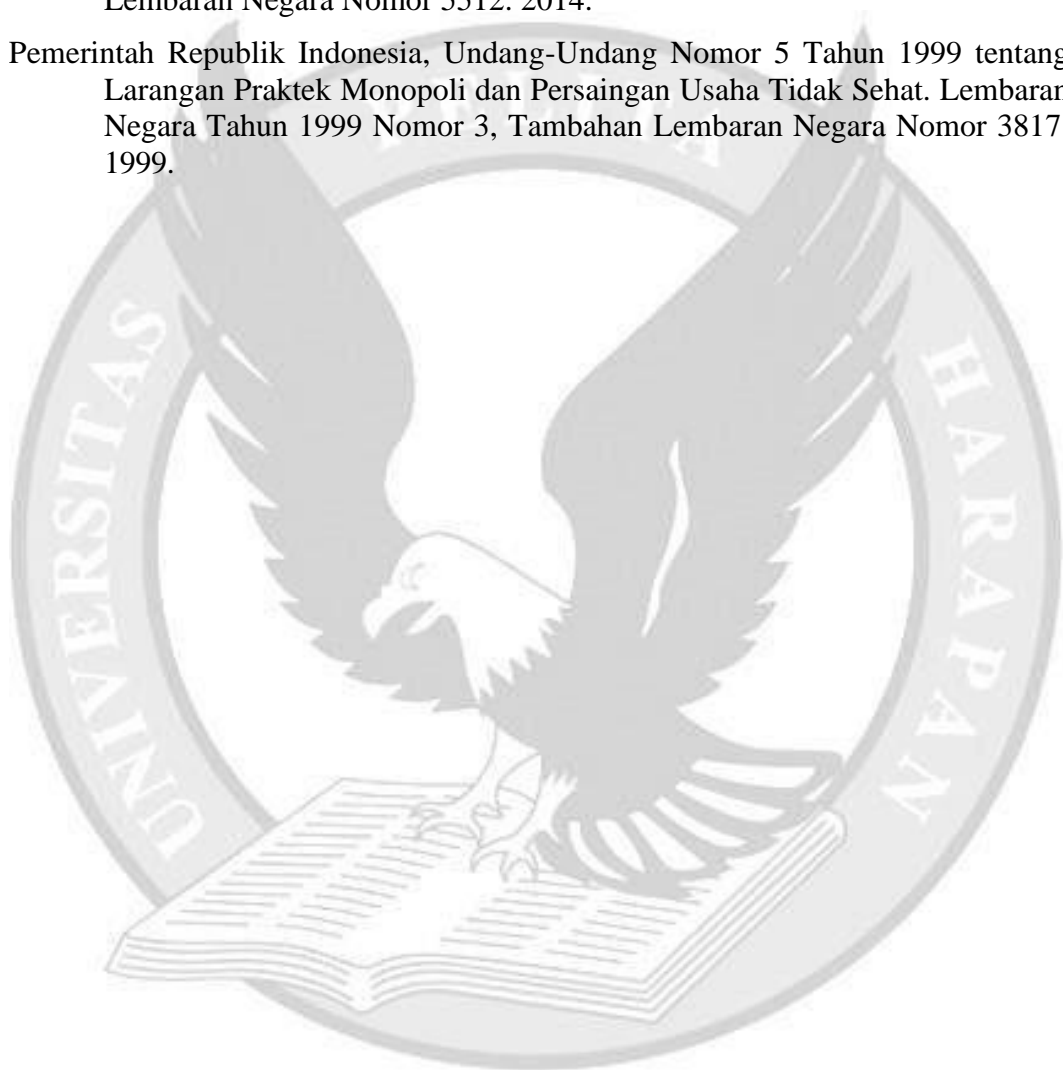 Lembaran Negara Nomor 5512. 2014.
Pemerintah Republik Indonesia, Undang-Undang Nomor 5 Tahun 1999 tentang
Larangan Praktek Monopoli dan Persaingan Usaha Tidak Sehat. Lembaran
Negara Tahun 1999 Nomor 3, Tambahan Lembaran Negara Nomor 3817
1999.
UNIVERSITAS
PELITA
HARAPAN